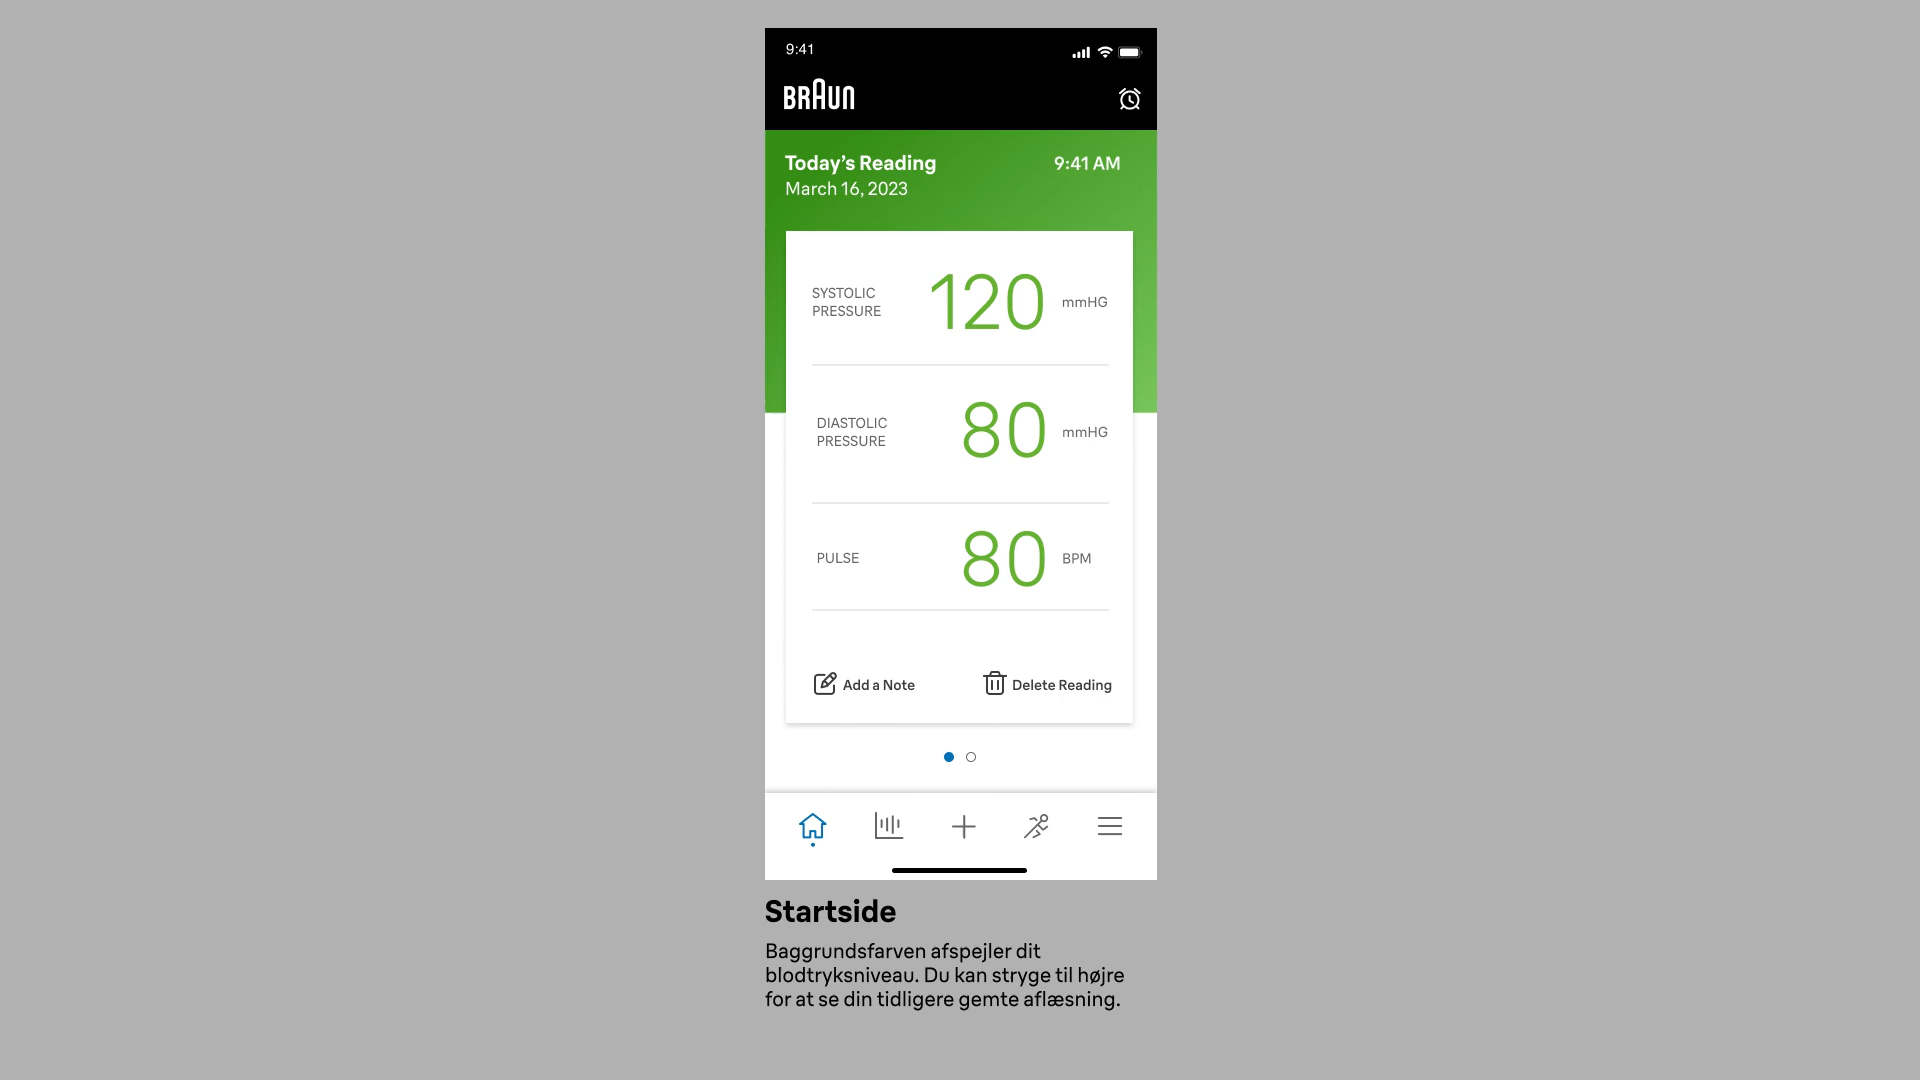 9:41
BRAUN
Today’s Reading 9:41 AM
March 16, 2023
SYSTOLIC
PRESSURE
120 mmHG
DIASTOLIC
PRESSURE
80 mmHG
PULSE 80 BPM
Add a Note Delete Reading
Startside
Baggrundsfarven afspejler dit
blodtryksniveau. Du kan stryge til højre
for at se din tidligere gemte aflæsning.